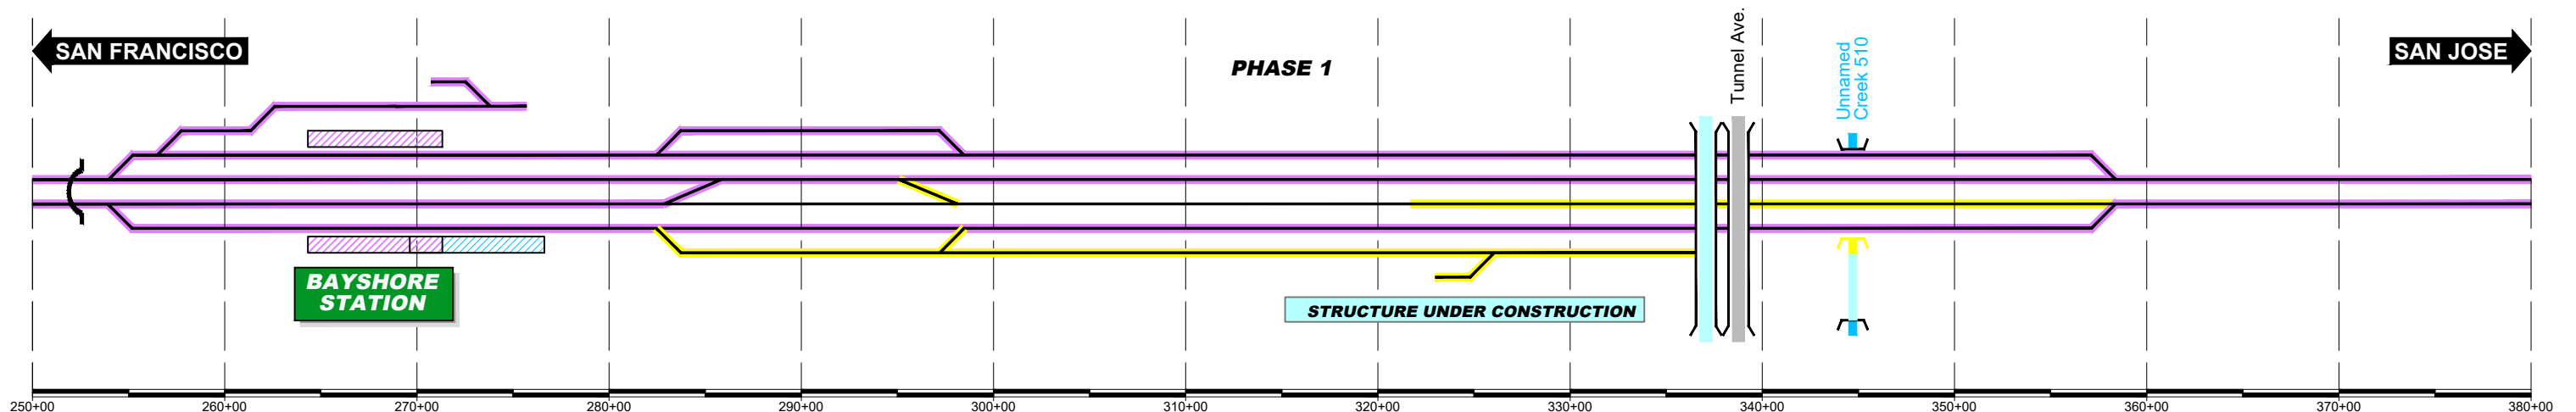 SAN FRANCISCO
PHASE 1
Tunnel Ave.
Unnamed
Creek 510
SAN JOSE
BAYSHORE
STATION
STRUCTURE UNDER CONSTRUCTION
250+00
260+00
270+00
280+00
290+00
300+00
310+00
320+00
330+00
340+00
350+00
360+00
370+00
380+00